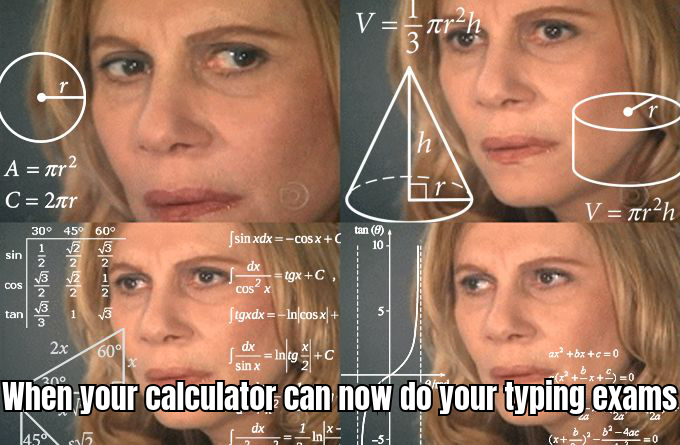 r
A = πr²
C = 2πr
V = 1/3 πr²h
h
r
r
V = πr²h
30° 45° 60°
sin 1/2 √2/2 √3/2
cos √3/2 √2/2 1/2
tan √3/3 1 √3
2x
60°
x
30°
45°
∫sin xdx = −cos x + C
∫dx/cos² x = tgx + C ,
∫tgxdx = −ln|cos x| +
∫dx/sin x = ln|tg x/2| + C
tan (θ)
10
5
−5
ax² + bx + c = 0
When your calculator can now do your typing exams